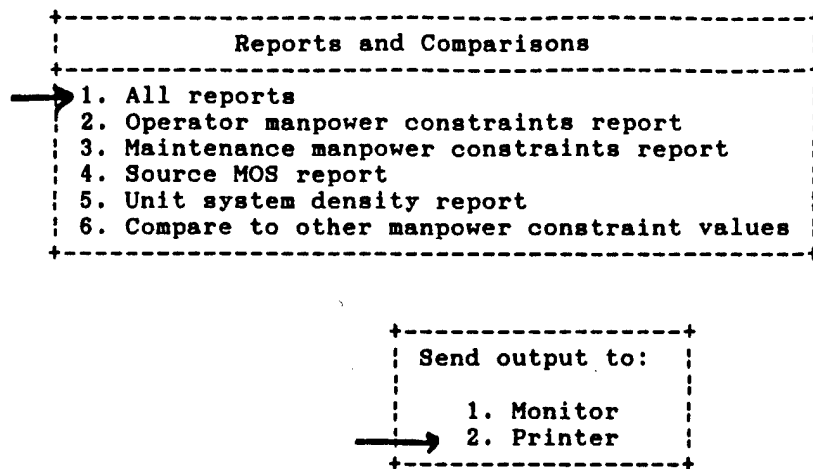 Reports and Comparisons
1. All reports
2. Operator manpower constraints report
3. Maintenance manpower constraints report
4. Source MOS report
5. Unit system density report
6. Compare to other manpower constraint values
Send output to:
1. Monitor
2. Printer